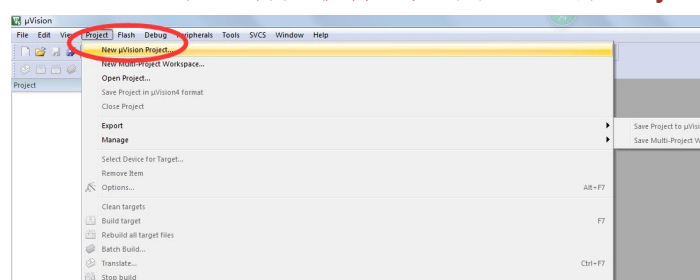 µVision
File Edit View Project Flash Debug Peripherals Tools SVCS Window Help
New µVision Project...
New Multi-Project Workspace...
Open Project...
Project
Save Project in µVision4 format
Close Project
Export
Save Project to µVisi
Manage
Save Multi-Project W
Select Device for Target...
Remove Item
Options... Alt+F7
Clean targets
Build target F7
Rebuild all target files
Batch Build...
Translate... Ctrl+F7
Stop build